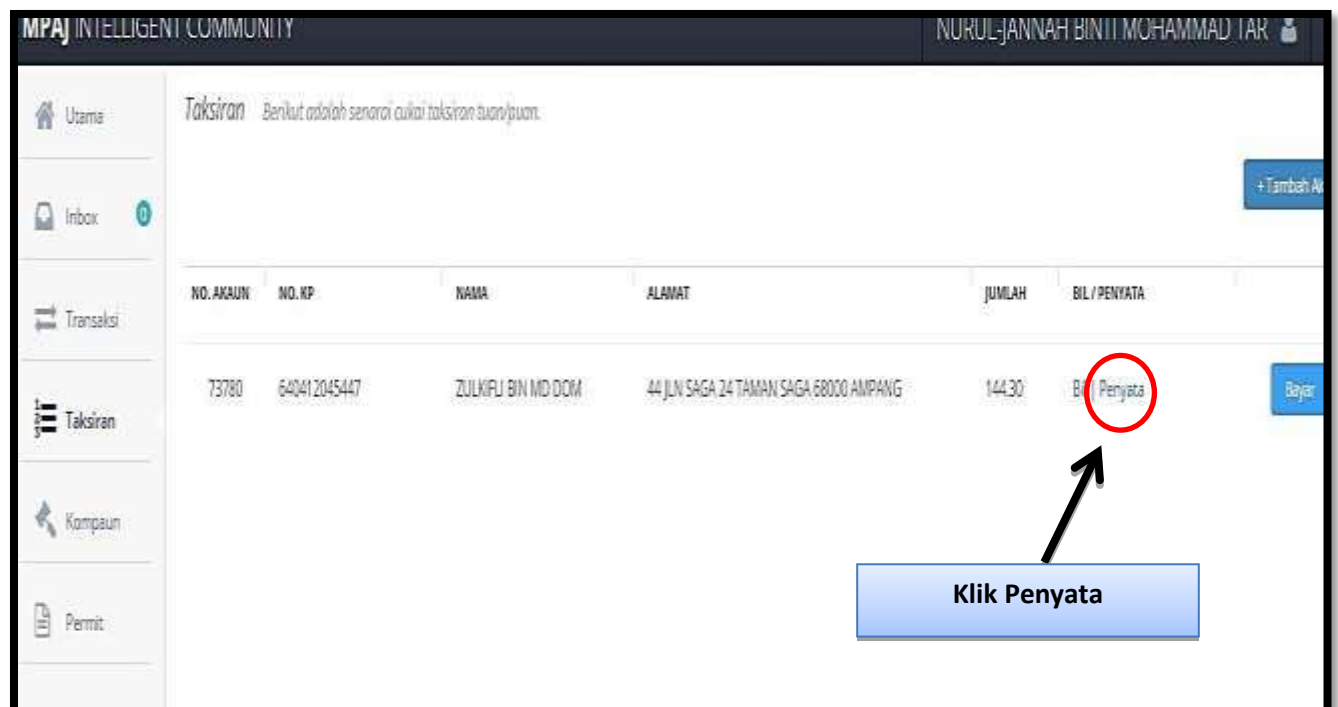 MPAJ INTELLIGENT COMMUNITY
NURUL-JANNAH BINTI MOHAMMAD TAR
Utama
Inbox 0
Transaksi
Taksiran
Kompaun
Permit
Taksiran Berikut adalah senarai cukai taksiran tuan/puan.
+Tambah Ak
NO. AKAUN NO. KP NAMA ALAMAT JUMLAH BIL / PENYATA
73780 640412045447 ZULKIFLI BIN MD DOM 44 JLN SAGA 24 TAMAN SAGA 68000 AMPANG 144.30 Bil | Penyata Bayar
Klik Penyata